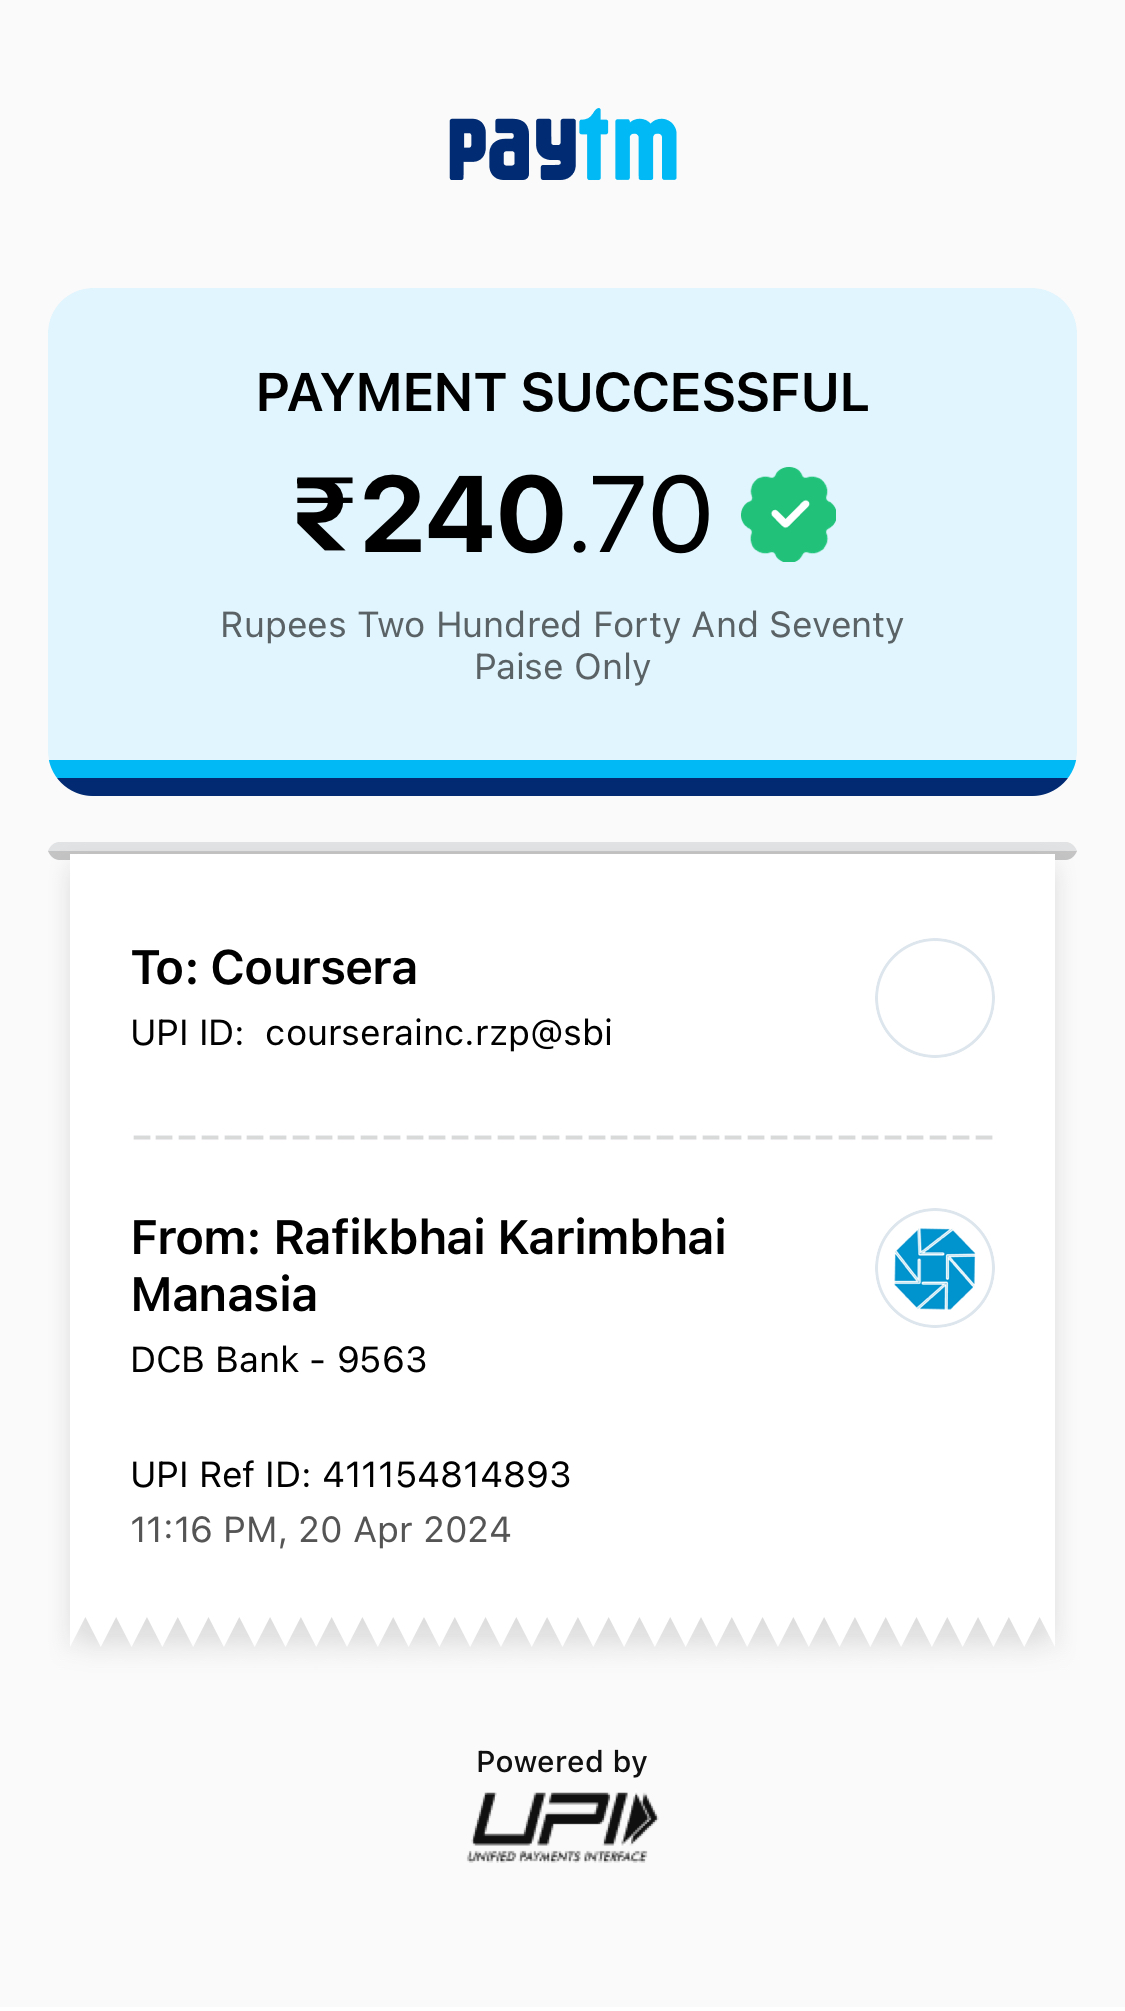 paytm
PAYMENT SUCCESSFUL
₹240.70
Rupees Two Hundred Forty And Seventy
Paise Only
To: Coursera
UPI ID: courserainc.rzp@sbi
From: Rafikbhai Karimbhai
Manasia
DCB Bank - 9563
UPI Ref ID: 411154814893
11:16 PM, 20 Apr 2024
Powered by
UPI
UNIFIED PAYMENTS INTERFACE